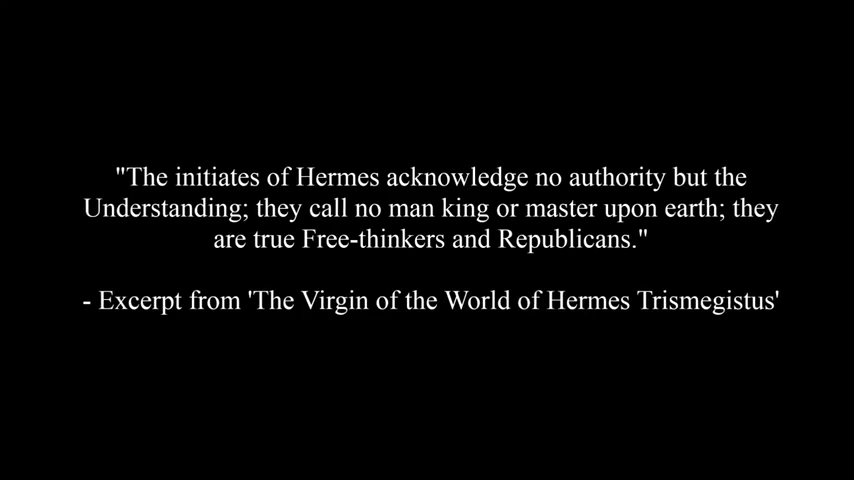 "The initiates of Hermes acknowledge no authority but the
Understanding; they call no man king or master upon earth; they
are true Free-thinkers and Republicans."
- Excerpt from 'The Virgin of the World of Hermes Trismegistus'